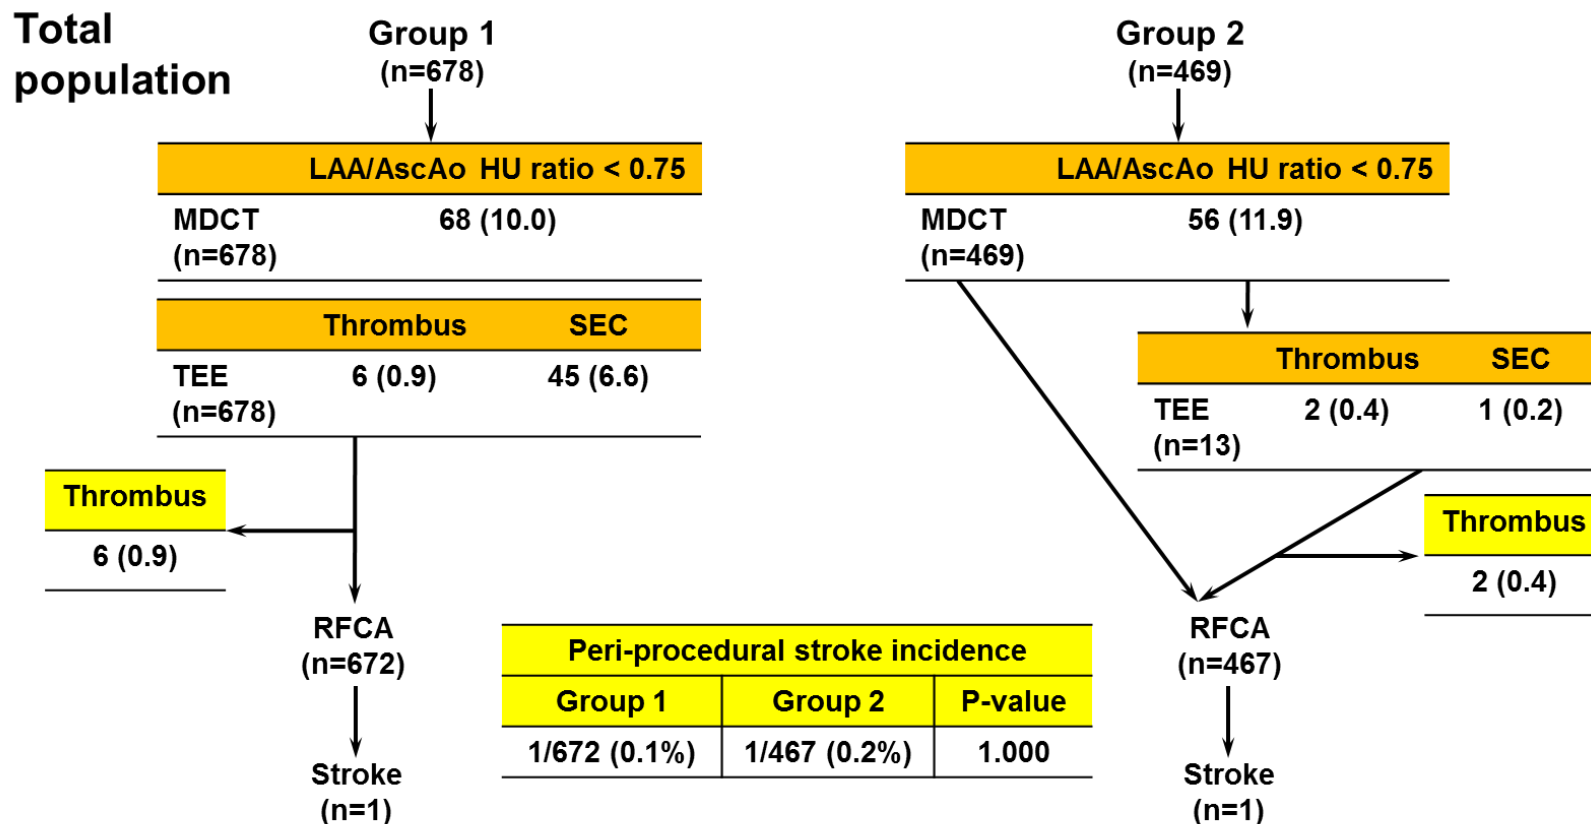 Total
population
Group 1
(n=678)
LAA/AscAo HU ratio < 0.75
MDCT
(n=678)
68 (10.0)
Thrombus SEC
TEE
(n=678)
6 (0.9) 45 (6.6)
Thrombus
6 (0.9)
RFCA
(n=672)
Stroke
(n=1)
Group 2
(n=469)
LAA/AscAo HU ratio < 0.75
MDCT
(n=469)
56 (11.9)
Thrombus SEC
TEE
(n=13)
2 (0.4) 1 (0.2)
Thrombus
2 (0.4)
RFCA
(n=467)
Stroke
(n=1)
Peri-procedural stroke incidence
Group 1 Group 2 P-value
1/672 (0.1%) 1/467 (0.2%) 1.000